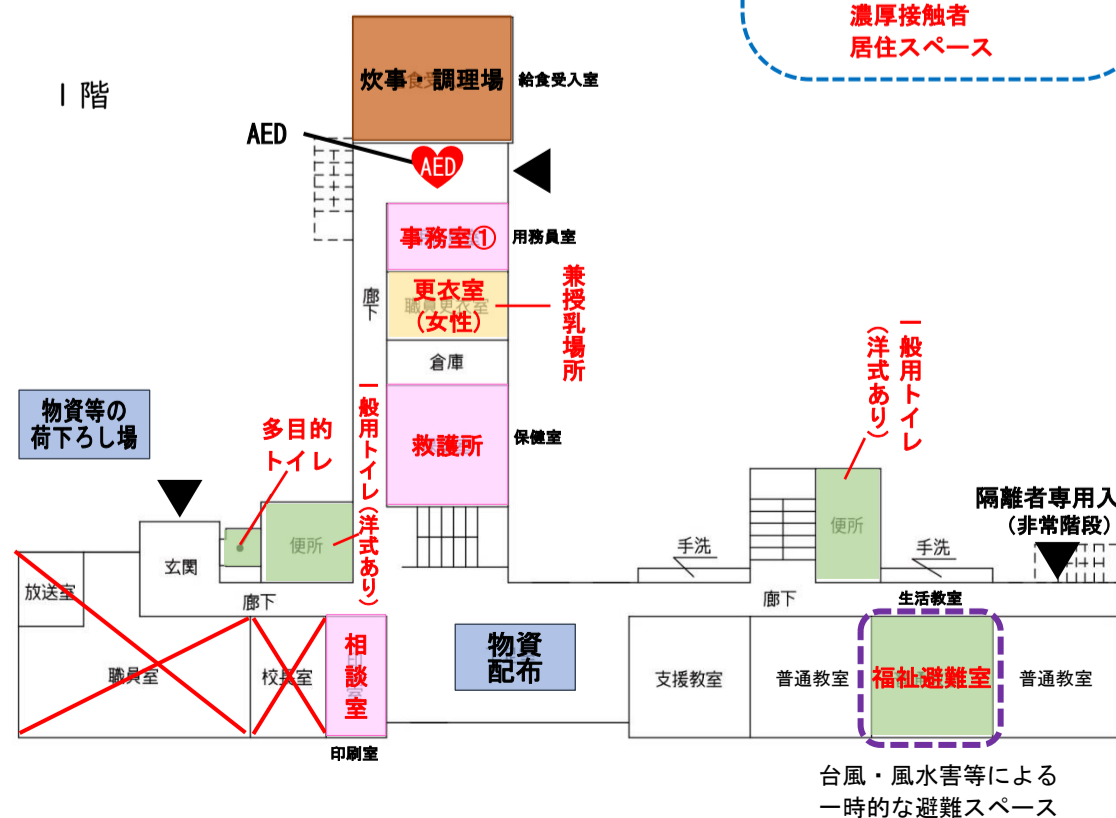 濃厚接触者
居住スペース
1階
炊事・調理場
給食受入室
AED
AED
事務室①
用務員室
更衣室
(女性)
職員更衣室
兼授乳場所
廊下
倉庫
一般用トイレ(洋式あり)
一般用トイレ
(洋式あり)
物資等の
荷下ろし場
多目的
トイレ
救護所
保健室
隔離者専用入
(非常階段)
便所
便所
手洗
手洗
玄関
放送室
廊下
廊下
生活教室
職員室
校長室
相談室
物資
配布
支援教室
普通教室
福祉避難室
普通教室
印刷室
台風・風水害等による
一時的な避難スペース